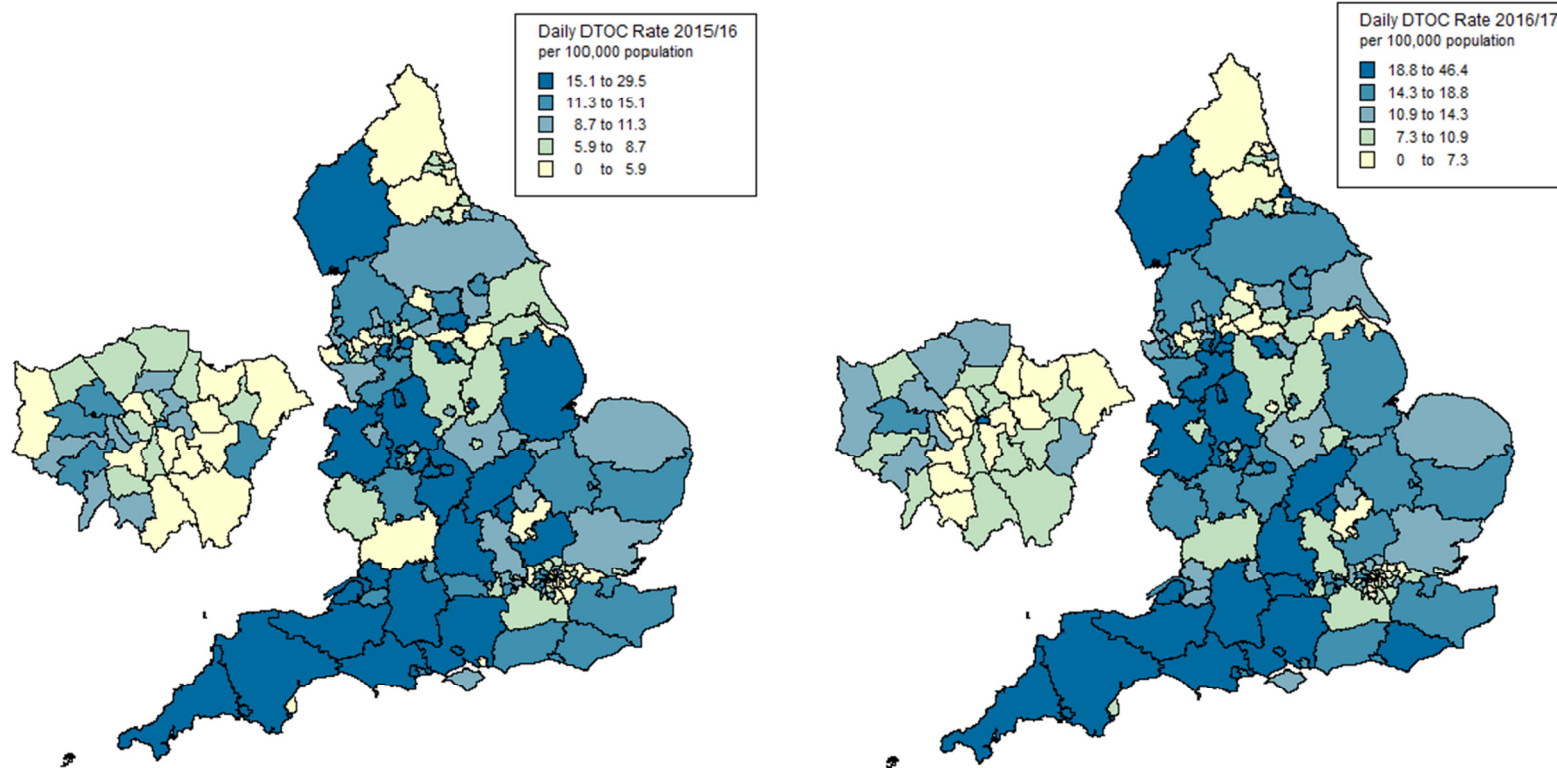 Daily DTOC Rate 2015/16
per 100,000 population
15.1 to 29.5
11.3 to 15.1
8.7 to 11.3
5.9 to 8.7
0 to 5.9
Daily DTOC Rate 2016/17
per 100,000 population
18.8 to 46.4
14.3 to 18.8
10.9 to 14.3
7.3 to 10.9
0 to 7.3